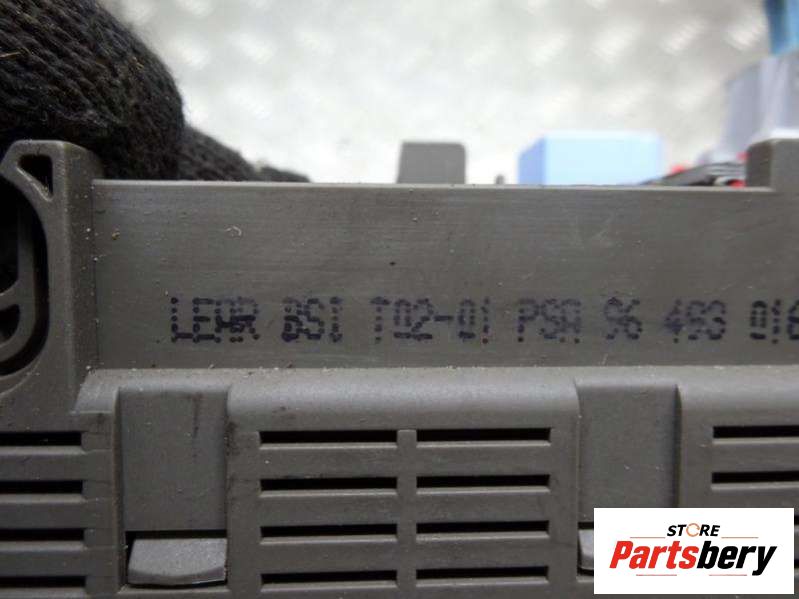 LEAR BSI T02-01 PSA 96 493 016
STORE
Partsbery